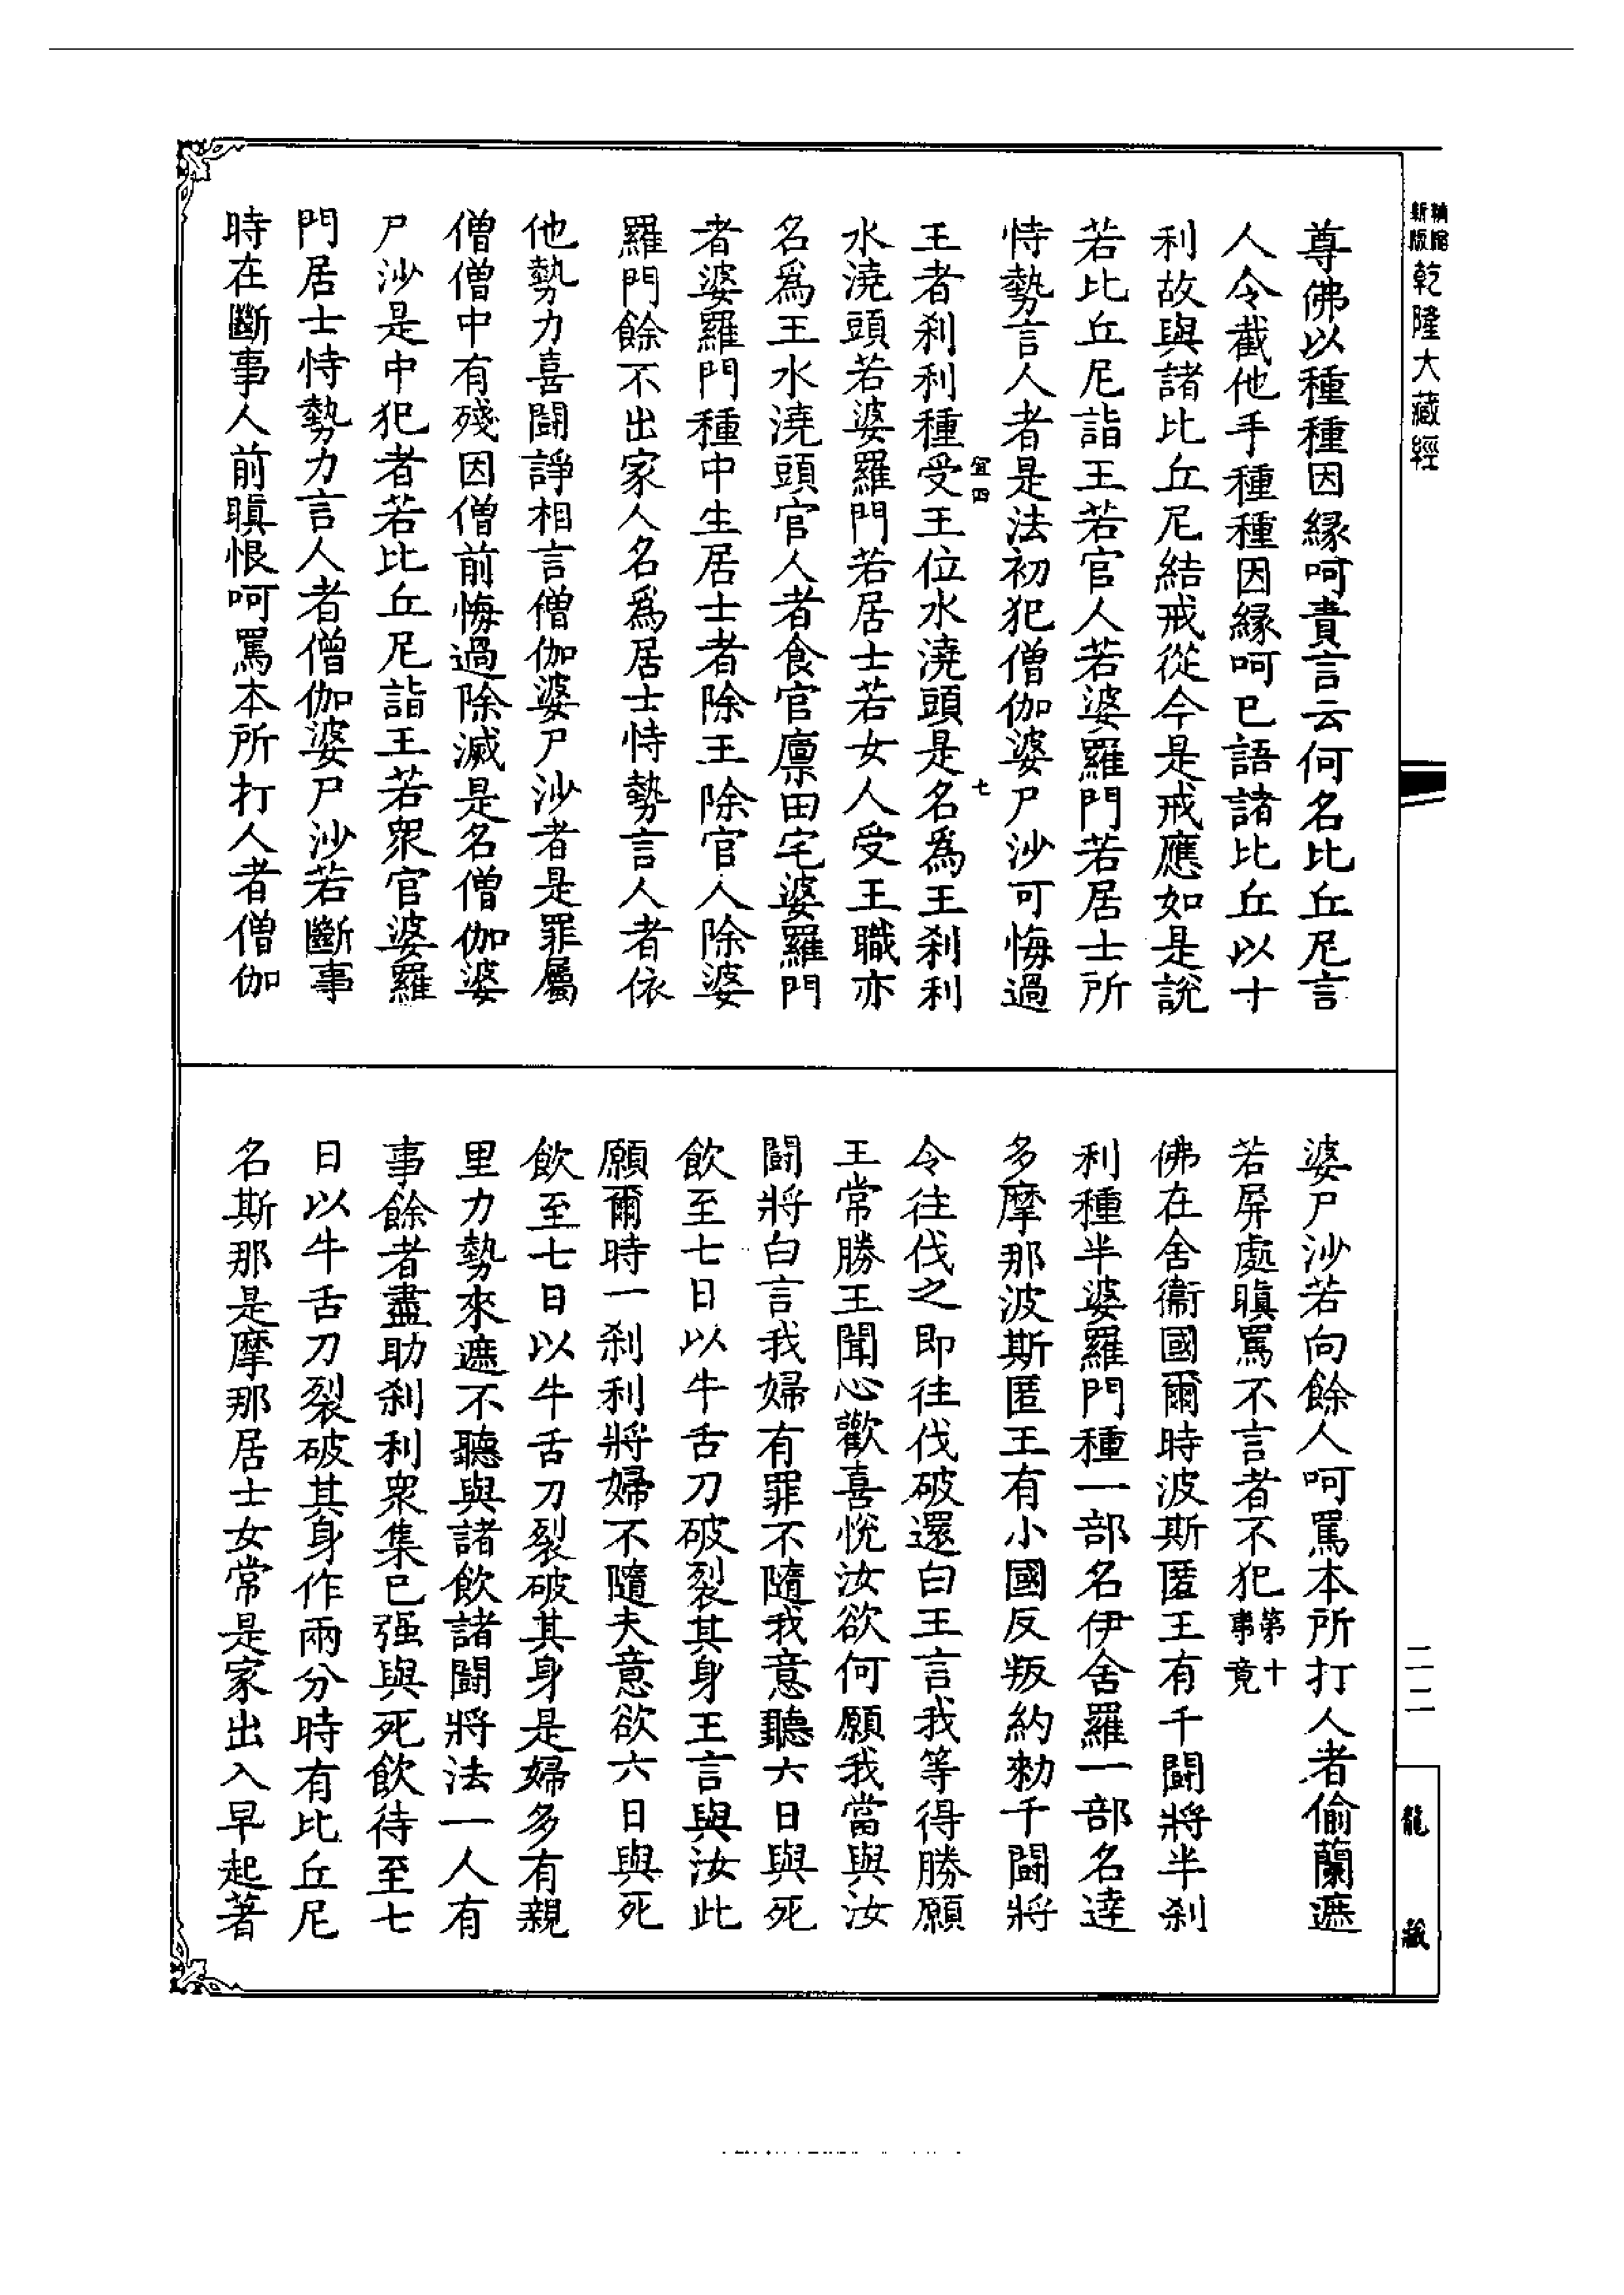 新版 縮 乾隆大藏經
尊佛以種種因緣呵責言云何名比丘尼言
人令截他手種種因緣呵已語諸比丘以十
利故與諸比丘尼結戒從今是戒應如是說
若比丘尼詣王若官人若婆羅門若居士所
恃勢言人者是法初犯僧伽婆尸沙可悔過
宜四 七
王者刹利種受王位水澆頭是名為王刹利
水澆頭若婆羅門若居士若女人受王職亦
名爲王水澆頭官人者食官廪田宅婆羅門
者婆羅門種中生居士者除王除官人除婆
羅門餘不出家人名爲居士恃勢言人者依
他勢力喜鬪諍相言僧伽婆尸沙者是罪屬
僧僧中有殘因僧前悔過除滅是名僧伽婆
尸沙是中犯者若比丘尼詣王若衆官婆羅
門居士恃勢力言人者僧伽婆尸沙若斷事
時在斷事人前瞋恨呵罵本所打人者僧伽
婆尸沙若向餘人呵罵本所打人者偷蘭遮
若屏處瞋罵不言者不犯第十事竟
佛在舍衞國爾時波斯匿王有千鬪將半刹
利種半婆羅門種一部名伊舍羅一部名達
多摩那波斯匿王有小國反叛約勑千鬪將
令往伐之即往伐破還白王言我等得勝願
王常勝王聞心歡喜悅汝欲何願我當與汝
鬪將白言我婦有罪不隨我意聽六日與死
飲至七日以牛舌刀破裂其身王言與汝此
願爾時一刹利將婦不隨夫意欲六日與死
飲至七日以牛舌刀裂破其身是婦多有親
里力勢來遮不聽與諸飲諸鬪將法一人有
事餘者盡助刹利衆集已强與死飲待至七
日以牛舌刀裂破其身作兩分時有比丘尼
名斯那是摩那居士女常是家出入早起著
二一二
龍藏